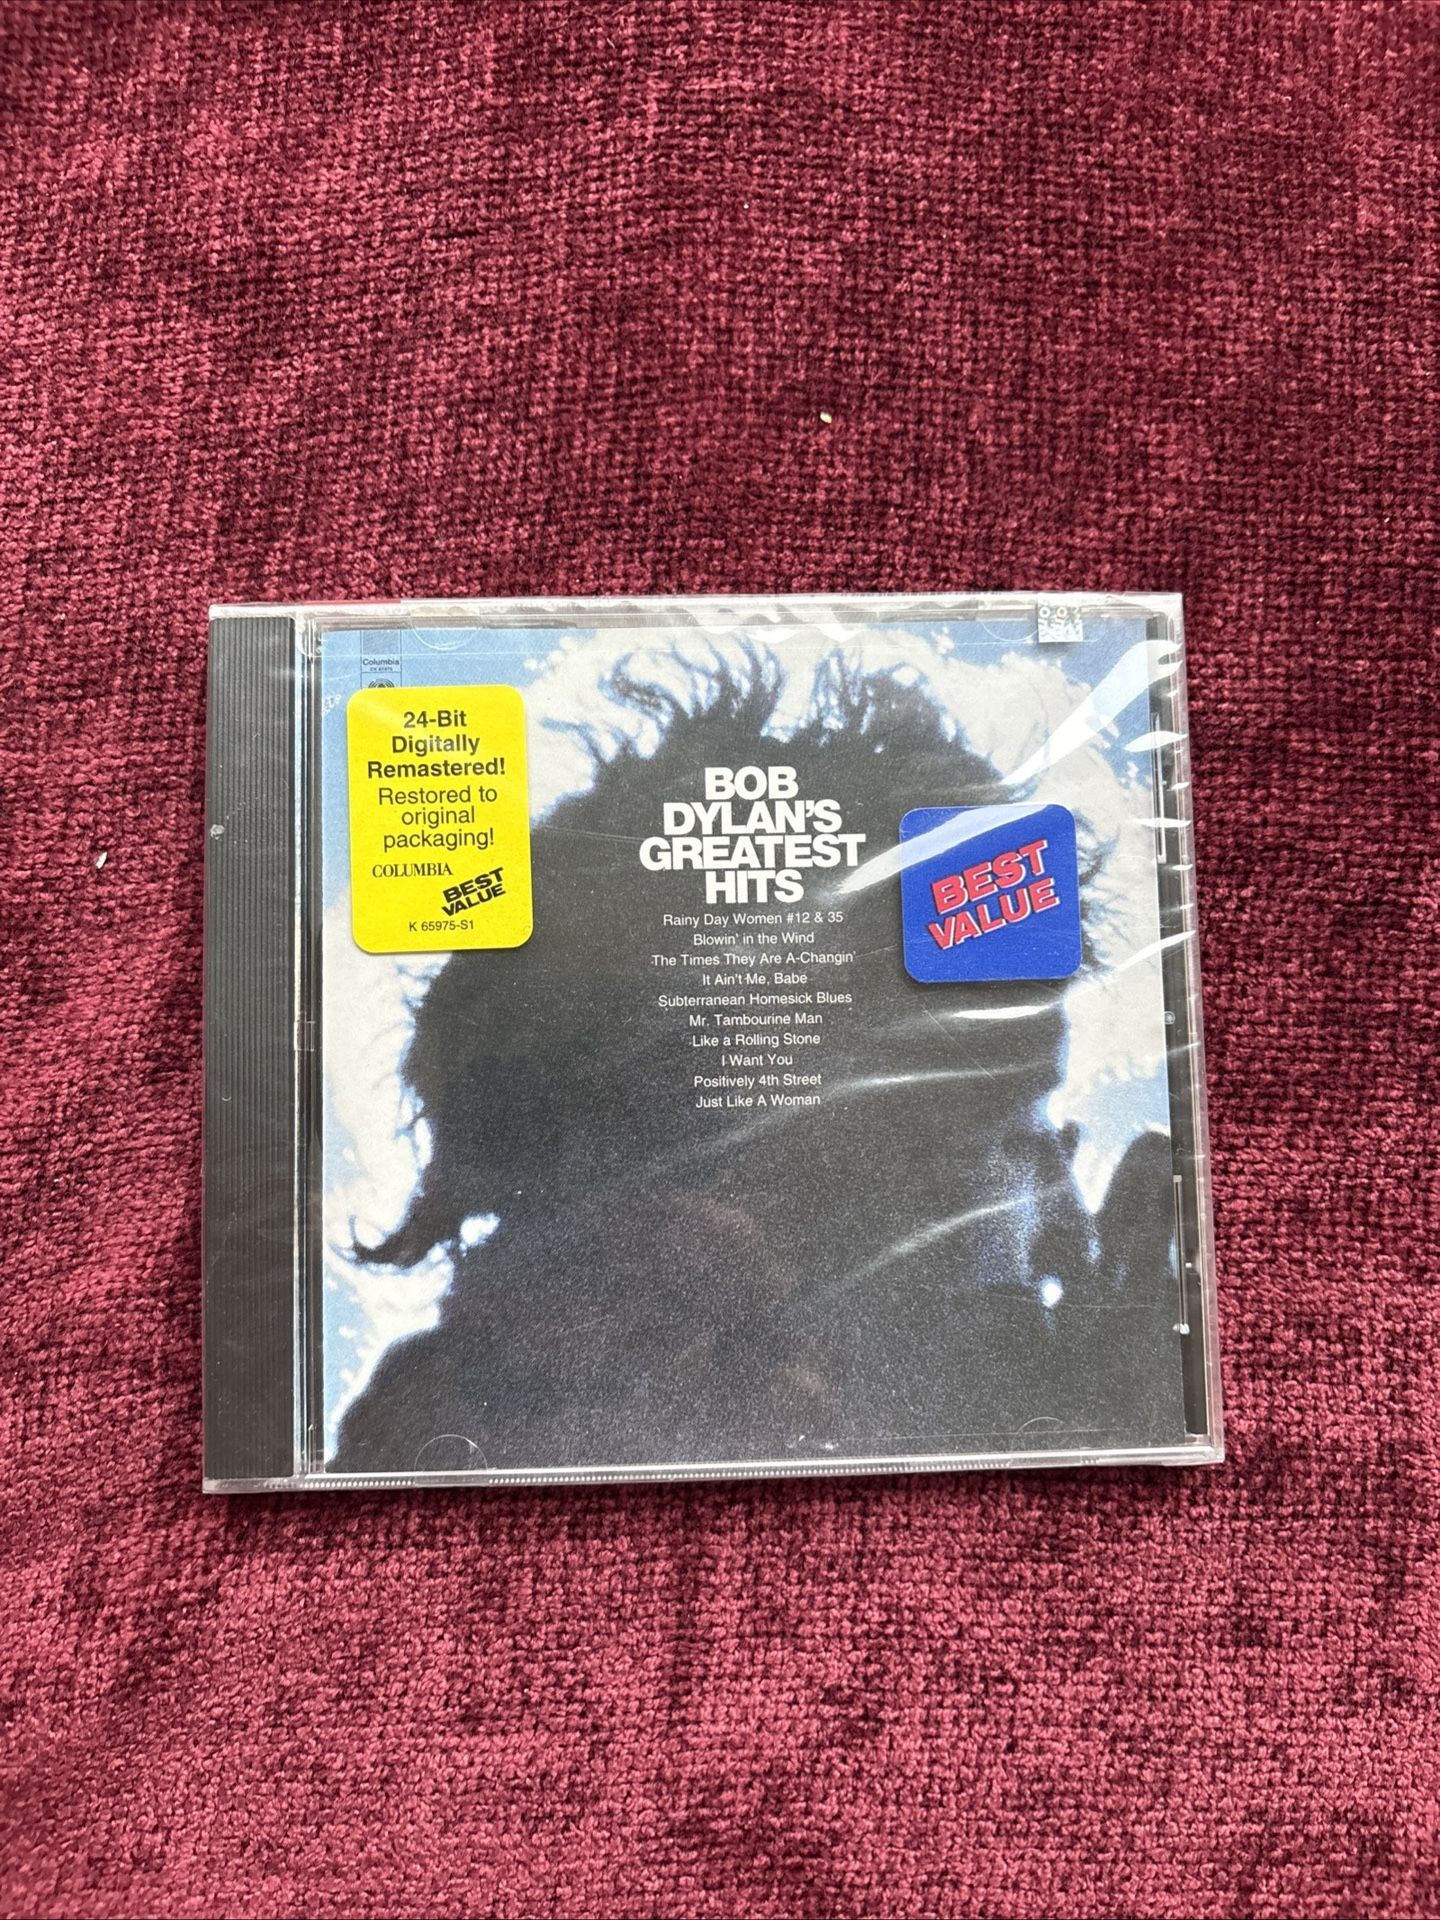 Columbia
24-Bit
Digitally
Remastered!
Restored to
original
packaging!
COLUMBIA
BEST
VALUE
K 65975-S1
BOB
DYLAN'S
GREATEST
HITS
Rainy Day Women #12 & 35
Blowin' in the Wind
The Times They Are A-Changin'
It Ain't Me, Babe
Subterranean Homesick Blues
Mr. Tambourine Man
Like a Rolling Stone
I Want You
Positively 4th Street
Just Like A Woman
BEST
VALUE